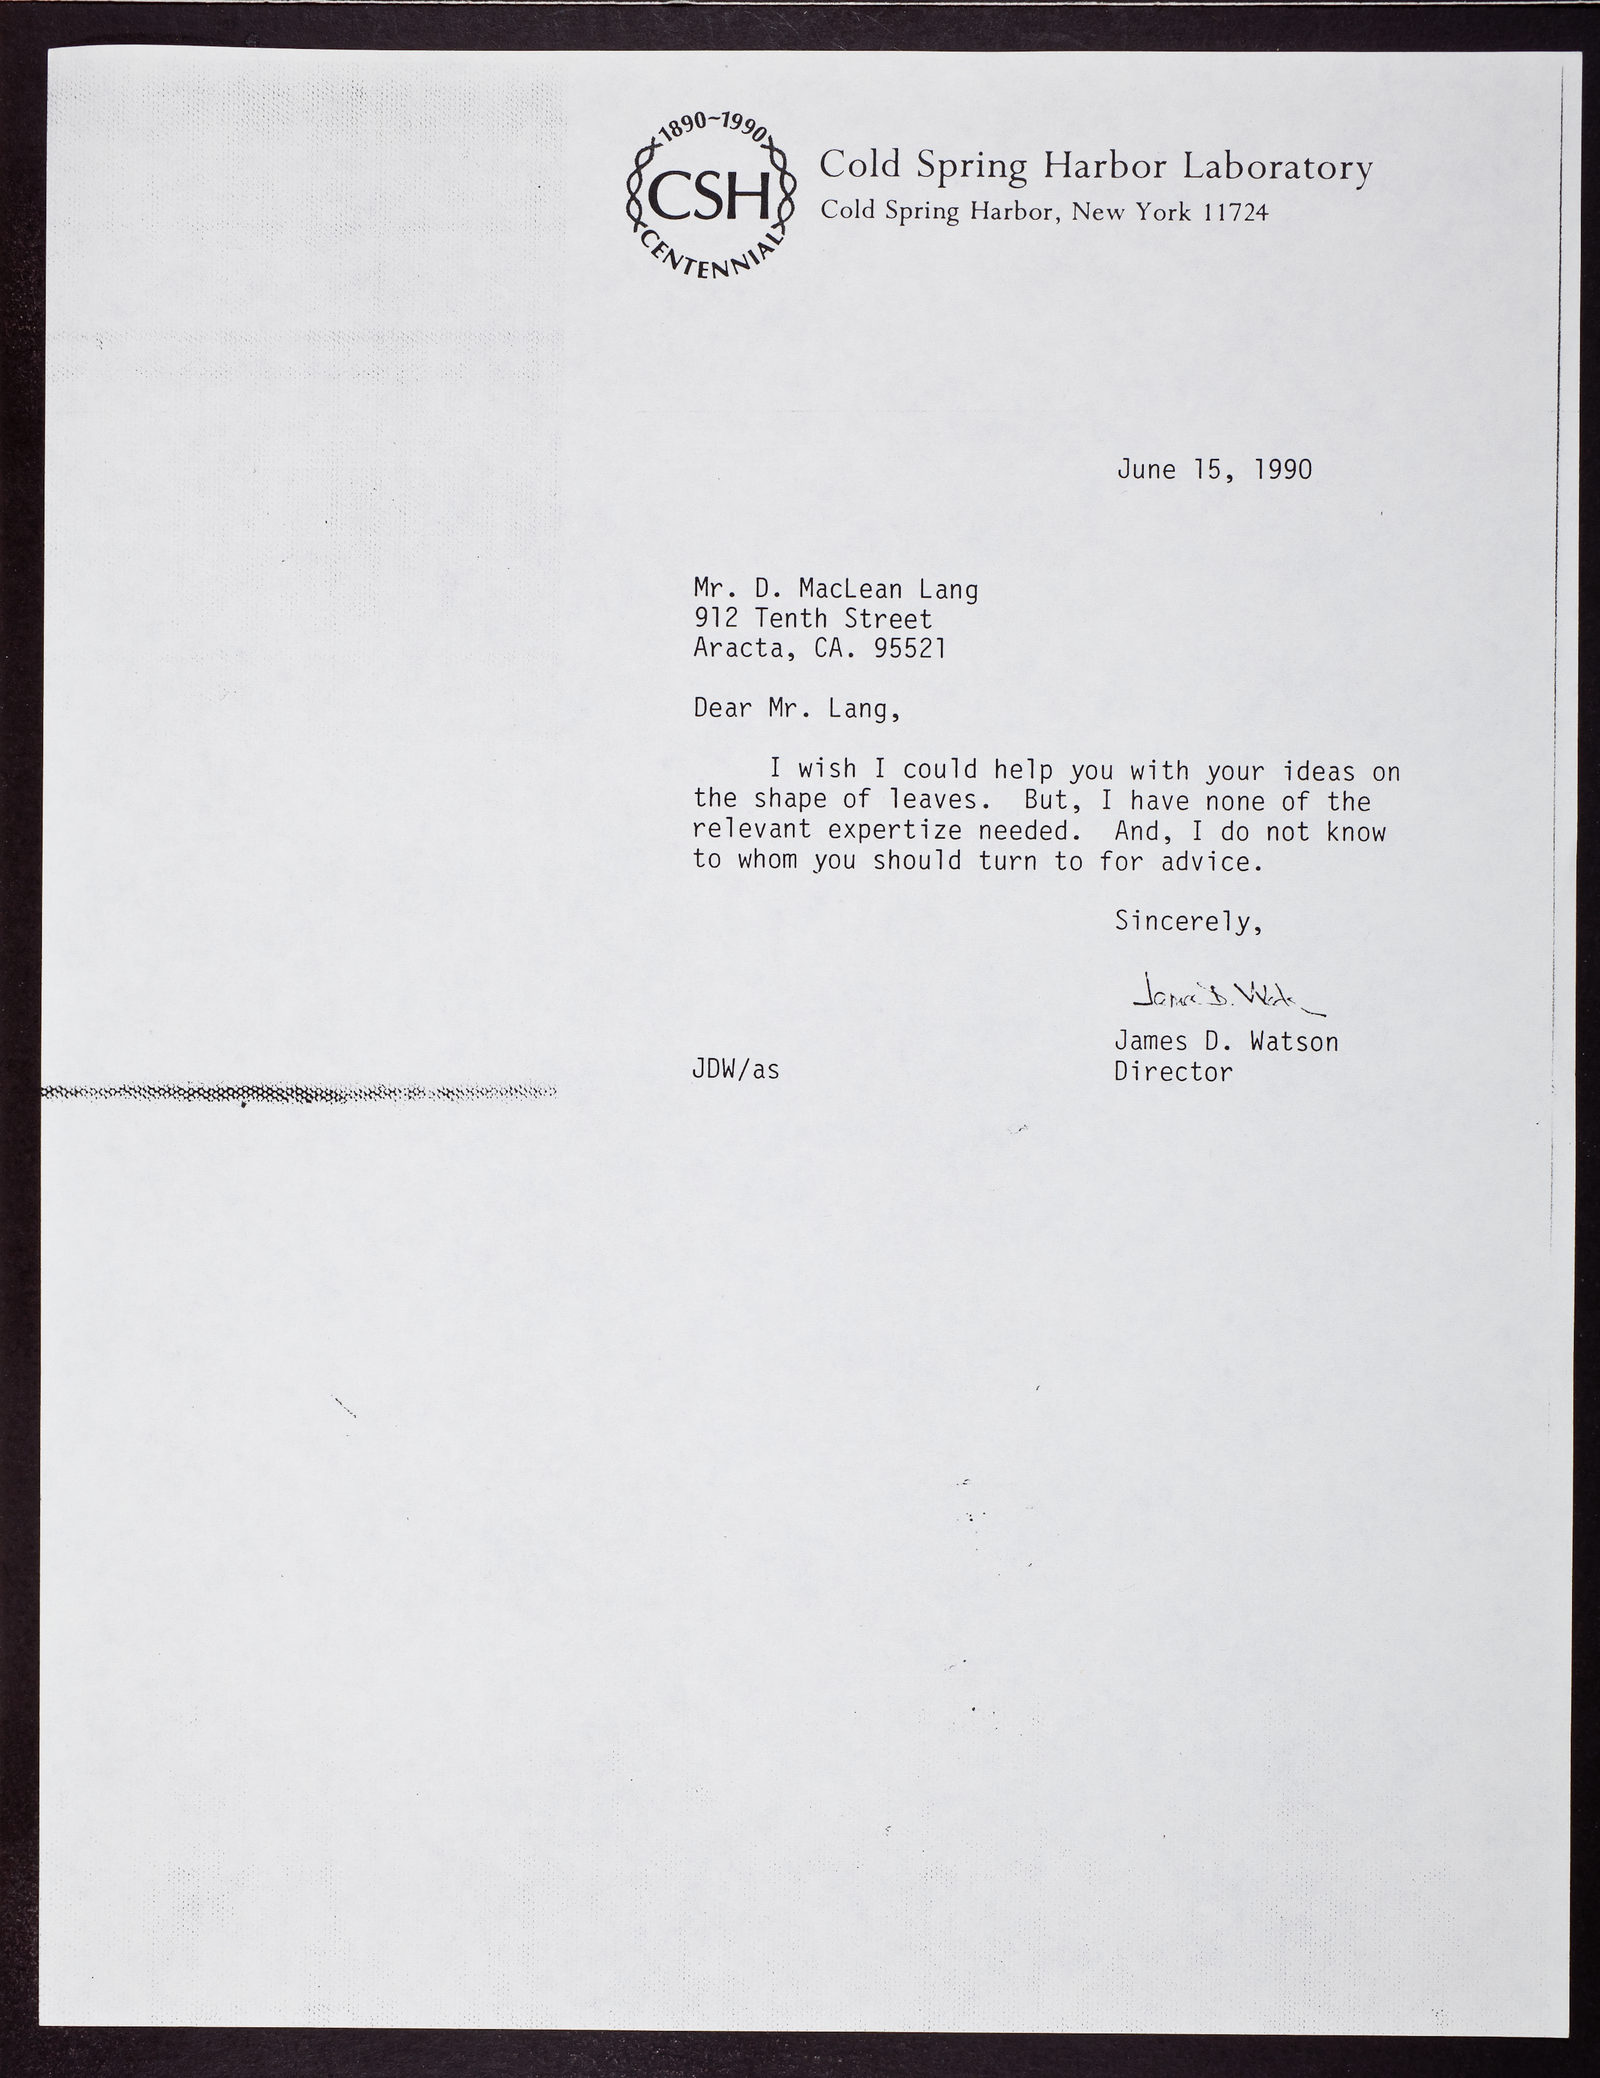 1890~1990
CSH
CENTENNIAL
Cold Spring Harbor Laboratory
Cold Spring Harbor, New York 11724
June 15, 1990
Mr. D. MacLean Lang
912 Tenth Street
Aracta, CA. 95521
Dear Mr. Lang,
I wish I could help you with your ideas on
the shape of leaves. But, I have none of the
relevant expertize needed. And, I do not know
to whom you should turn to for advice.
Sincerely,
James D. Watson
James D. Watson
Director
JDW/as